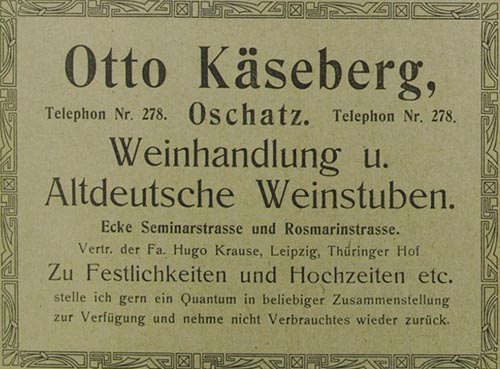 Otto Käseberg,
Telephon Nr. 278. Oschatz. Telephon Nr. 278.
Weinhandlung u.
Altdeutsche Weinstuben.
Ecke Seminarstrasse und Rosmarinstrasse.
Vertr. der Fa. Hugo Krause, Leipzig, Thüringer Hof
Zu Festlichkeiten und Hochzeiten etc.
stelle ich gern ein Quantum in beliebiger Zusammenstellung
zur Verfügung und nehme nicht Verbrauchtes wieder zurück.